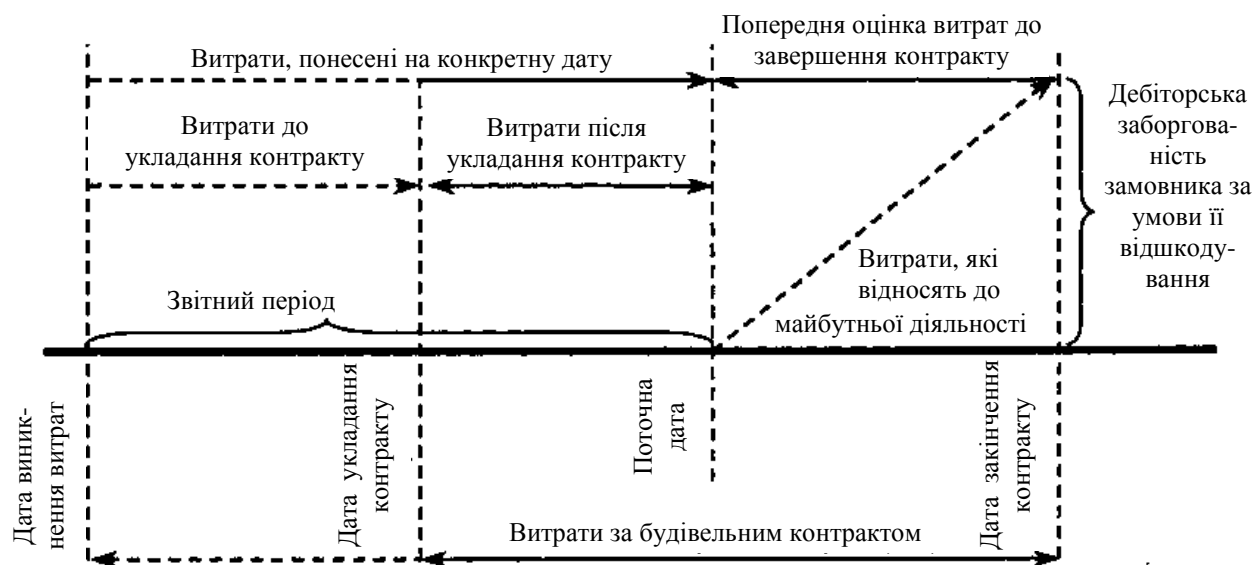 Попередня оцінка витрат до
завершення контракту
Витрати, понесені на конкретну дату
Дебіторська
заборгова-
ність
замовника за
умови її
відшкоду-
вання
Витрати до
укладання контракту
Витрати після
укладання контракту
Витрати, які
відносять до
майбутньої діяльності
Звітний період
Дата виник-
нення витрат
Дата укладання
контракту
Поточна
дата
Дата закінчення
контракту
Витрати за будівельним контрактом